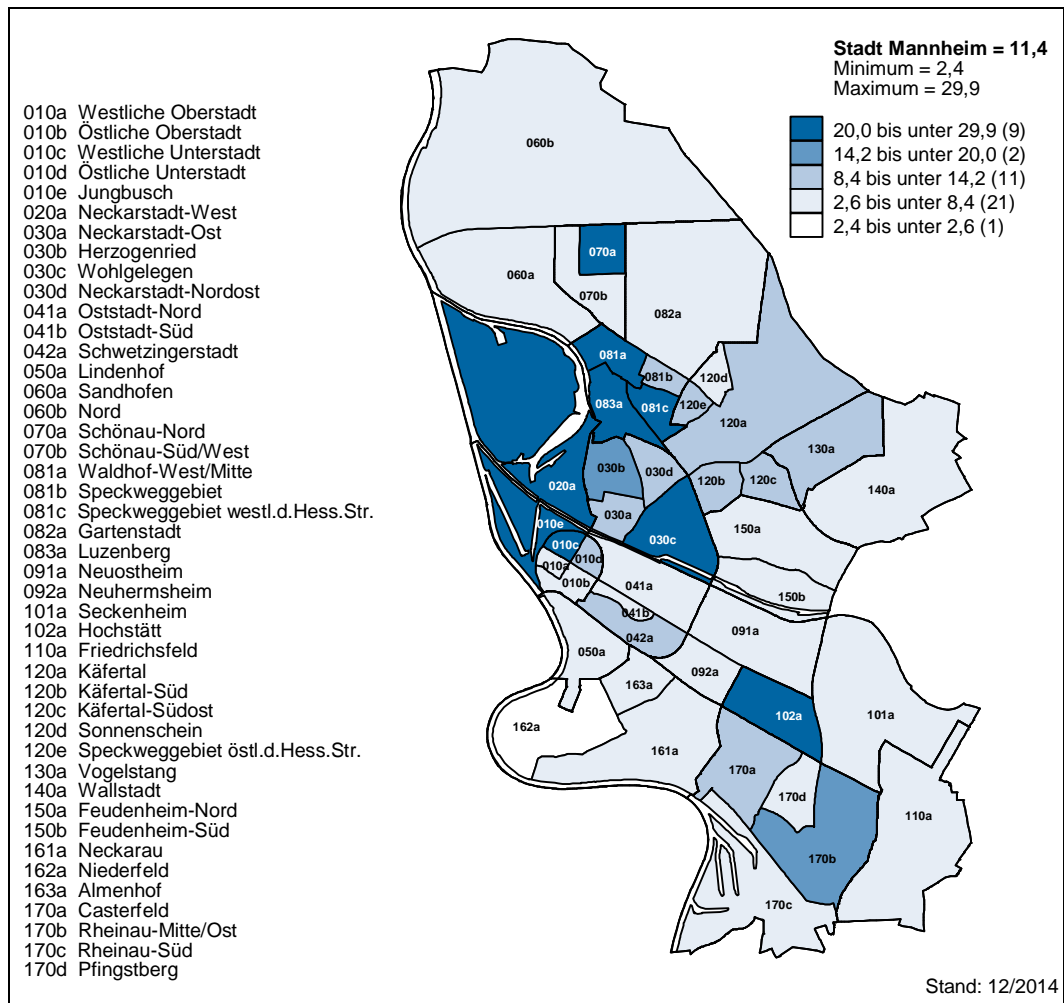 Stadt Mannheim = 11,4
Minimum = 2,4
Maximum = 29,9
20,0 bis unter 29,9 (9)
14,2 bis unter 20,0 (2)
8,4 bis unter 14,2 (11)
2,6 bis unter 8,4 (21)
2,4 bis unter 2,6 (1)
010a Westliche Oberstadt
010b Östliche Oberstadt
010c Westliche Unterstadt
010d Östliche Unterstadt
010e Jungbusch
020a Neckarstadt-West
030a Neckarstadt-Ost
030b Herzogenried
030c Wohlgelegen
030d Neckarstadt-Nordost
041a Oststadt-Nord
041b Oststadt-Süd
042a Schwetzingerstadt
050a Lindenhof
060a Sandhofen
060b Nord
070a Schönau-Nord
070b Schönau-Süd/West
081a Waldhof-West/Mitte
081b Speckweggebiet
081c Speckweggebiet westl.d.Hess.Str.
082a Gartenstadt
083a Luzenberg
091a Neuostheim
092a Neuhermsheim
101a Seckenheim
102a Hochstätt
110a Friedrichsfeld
120a Käfertal
120b Käfertal-Süd
120c Käfertal-Südost
120d Sonnenschein
120e Speckweggebiet östl.d.Hess.Str.
130a Vogelstang
140a Wallstadt
150a Feudenheim-Nord
150b Feudenheim-Süd
161a Neckarau
162a Niederfeld
163a Almenhof
170a Casterfeld
170b Rheinau-Mitte/Ost
170c Rheinau-Süd
170d Pfingstberg
060b
070a
060a
070b
082a
081a
081b
120d
083a
081c
120e
120a
130a
030b
030d
120b
120c
140a
020a
030a
010e
030c
150a
010c
010d
010a
010b
041a
150b
041b
042a
091a
050a
092a
163a
102a
101a
162a
161a
170a
170d
110a
170b
170c
Stand: 12/2014